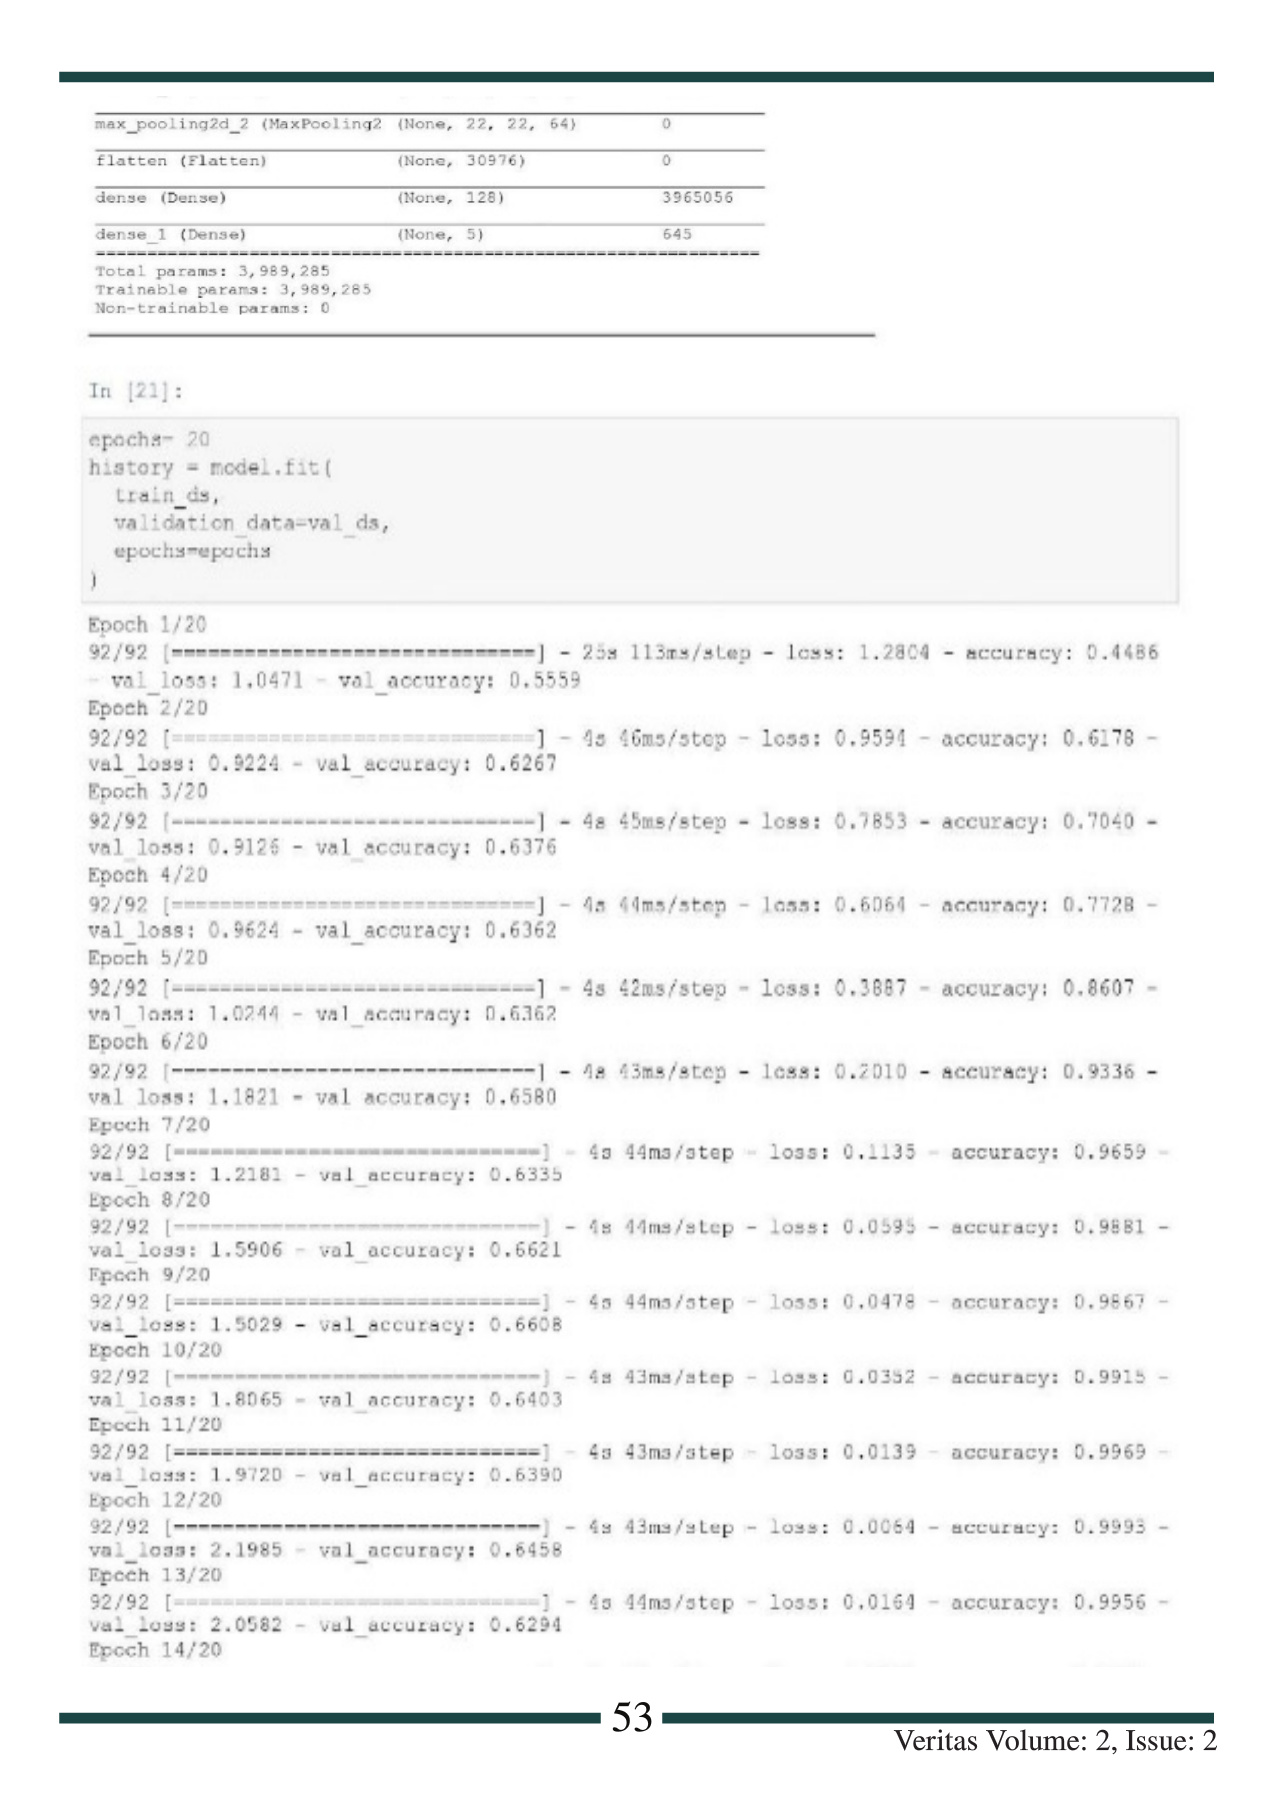 max_pooling2d_2 (MaxPooling2 (None, 22, 22, 64) 0
flatten (Flatten) (None, 30976) 0
dense (Dense) (None, 128) 3965056
dense_1 (Dense) (None, 5) 645
=================================================================
Total params: 3,989,285
Trainable params: 3,989,285
Non-trainable params: 0
In [21]:
epochs= 20
history = model.fit(
train_ds,
validation_data=val_ds,
epochs=epochs
)
Epoch 1/20
92/92 [==============================] - 25s 113ms/step - loss: 1.2804 - accuracy: 0.4486
- val_loss: 1.0471 - val_accuracy: 0.5559
Epoch 2/20
92/92 [==============================] - 4s 46ms/step - loss: 0.9594 - accuracy: 0.6178 -
val_loss: 0.9224 - val_accuracy: 0.6267
Epoch 3/20
92/92 [==============================] - 4s 45ms/step - loss: 0.7853 - accuracy: 0.7040 -
val_loss: 0.9126 - val_accuracy: 0.6376
Epoch 4/20
92/92 [==============================] - 4s 44ms/step - loss: 0.6064 - accuracy: 0.7728 -
val_loss: 0.9624 - val_accuracy: 0.6362
Epoch 5/20
92/92 [==============================] - 4s 42ms/step - loss: 0.3887 - accuracy: 0.8607 -
val_loss: 1.0244 - val_accuracy: 0.6362
Epoch 6/20
92/92 [==============================] - 4s 43ms/step - loss: 0.2010 - accuracy: 0.9336 -
val_loss: 1.1821 - val_accuracy: 0.6580
Epoch 7/20
92/92 [==============================] - 4s 44ms/step - loss: 0.1135 - accuracy: 0.9659 -
val_loss: 1.2181 - val_accuracy: 0.6335
Epoch 8/20
92/92 [==============================] - 4s 44ms/step - loss: 0.0595 - accuracy: 0.9881 -
val_loss: 1.5906 - val_accuracy: 0.6621
Epoch 9/20
92/92 [==============================] - 4s 44ms/step - loss: 0.0478 - accuracy: 0.9867 -
val_loss: 1.5029 - val_accuracy: 0.6608
Epoch 10/20
92/92 [==============================] - 4s 43ms/step - loss: 0.0352 - accuracy: 0.9915 -
val_loss: 1.8065 - val_accuracy: 0.6403
Epoch 11/20
92/92 [==============================] - 4s 43ms/step - loss: 0.0139 - accuracy: 0.9969 -
val_loss: 1.9720 - val_accuracy: 0.6390
Epoch 12/20
92/92 [==============================] - 4s 43ms/step - loss: 0.0064 - accuracy: 0.9993 -
val_loss: 2.1985 - val_accuracy: 0.6458
Epoch 13/20
92/92 [==============================] - 4s 44ms/step - loss: 0.0164 - accuracy: 0.9956 -
val_loss: 2.0582 - val_accuracy: 0.6294
Epoch 14/20
53
Veritas Volume: 2, Issue: 2